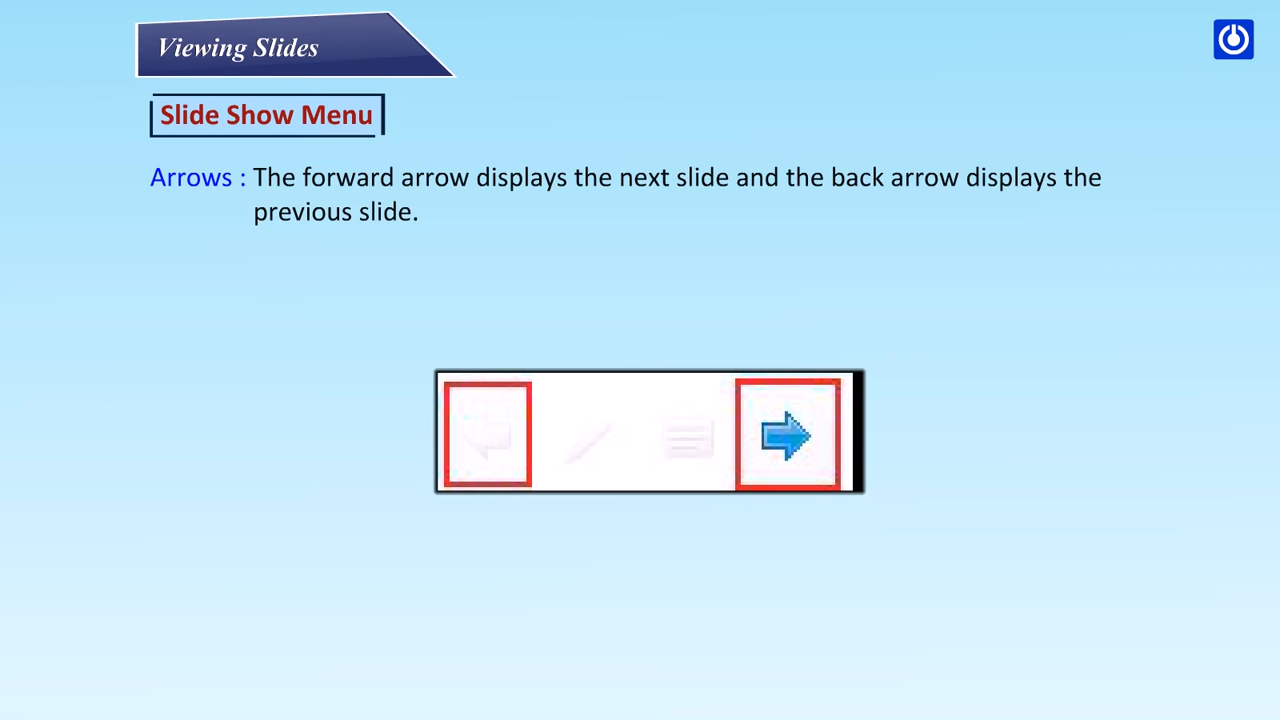 Viewing Slides
Slide Show Menu
Arrows : The forward arrow displays the next slide and the back arrow displays the
previous slide.